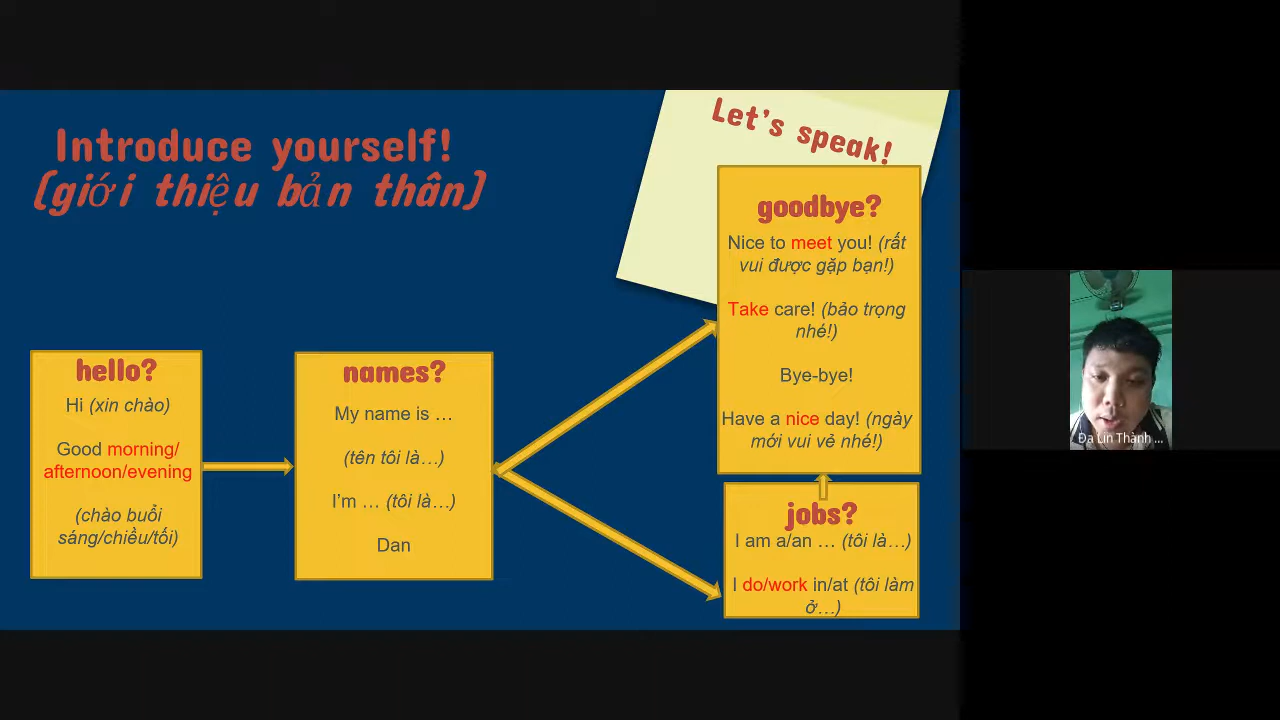 Introduce yourself!
(giới thiệu bản thân)
Let's speak!
hello?
Hi (xin chào)
Good morning/
afternoon/evening
(chào buổi
sáng/chiều/tối)
names?
My name is …
(tên tôi là…)
I'm … (tôi là…)
Dan
goodbye?
Nice to meet you! (rất
vui được gặp bạn!)
Take care! (bảo trọng
nhé!)
Bye-bye!
Have a nice day! (ngày
mới vui vẻ nhé!)
jobs?
I am a/an … (tôi là…)
I do/work in/at (tôi làm
ở…)
Đa Lin Thành ...